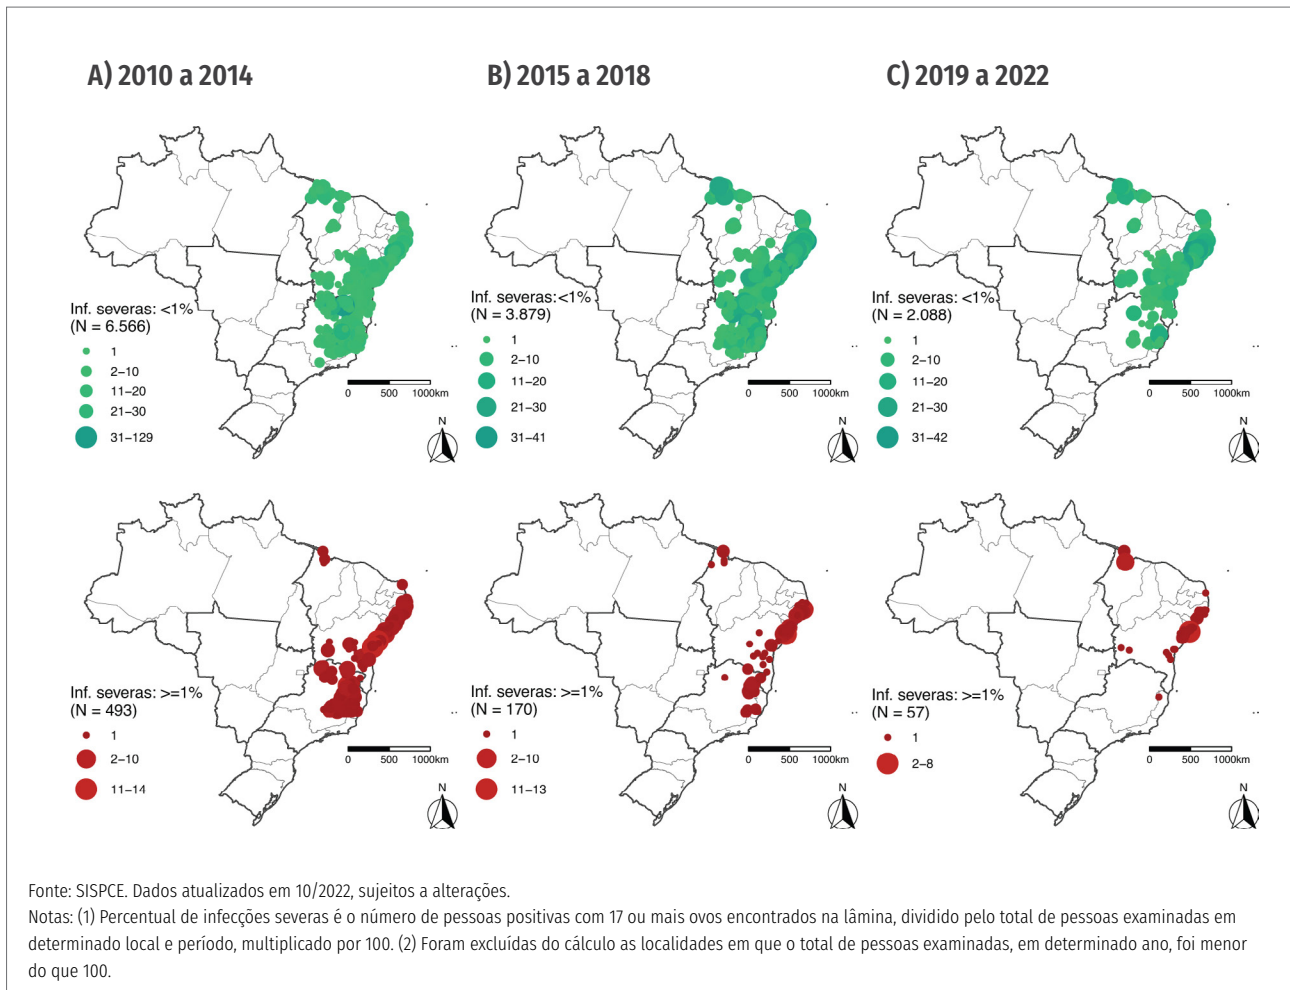 A) 2010 a 2014
B) 2015 a 2018
C) 2019 a 2022
Inf. severas: <1%
(N = 6.566)
1
2–10
11–20
21–30
31–129
0 500 1000km
N
Inf. severas: <1%
(N = 3.879)
1
2–10
11–20
21–30
31–41
0 500 1000km
N
Inf. severas: <1%
(N = 2.088)
1
2–10
11–20
21–30
31–42
0 500 1000km
N
Inf. severas: >=1%
(N = 493)
1
2–10
11–14
0 500 1000km
N
Inf. severas: >=1%
(N = 170)
1
2–10
11–13
0 500 1000km
N
Inf. severas: >=1%
(N = 57)
1
2–8
0 500 1000km
N
Fonte: SISPCE. Dados atualizados em 10/2022, sujeitos a alterações.
Notas: (1) Percentual de infecções severas é o número de pessoas positivas com 17 ou mais ovos encontrados na lâmina, dividido pelo total de pessoas examinadas em
determinado local e período, multiplicado por 100. (2) Foram excluídas do cálculo as localidades em que o total de pessoas examinadas, em determinado ano, foi menor
do que 100.